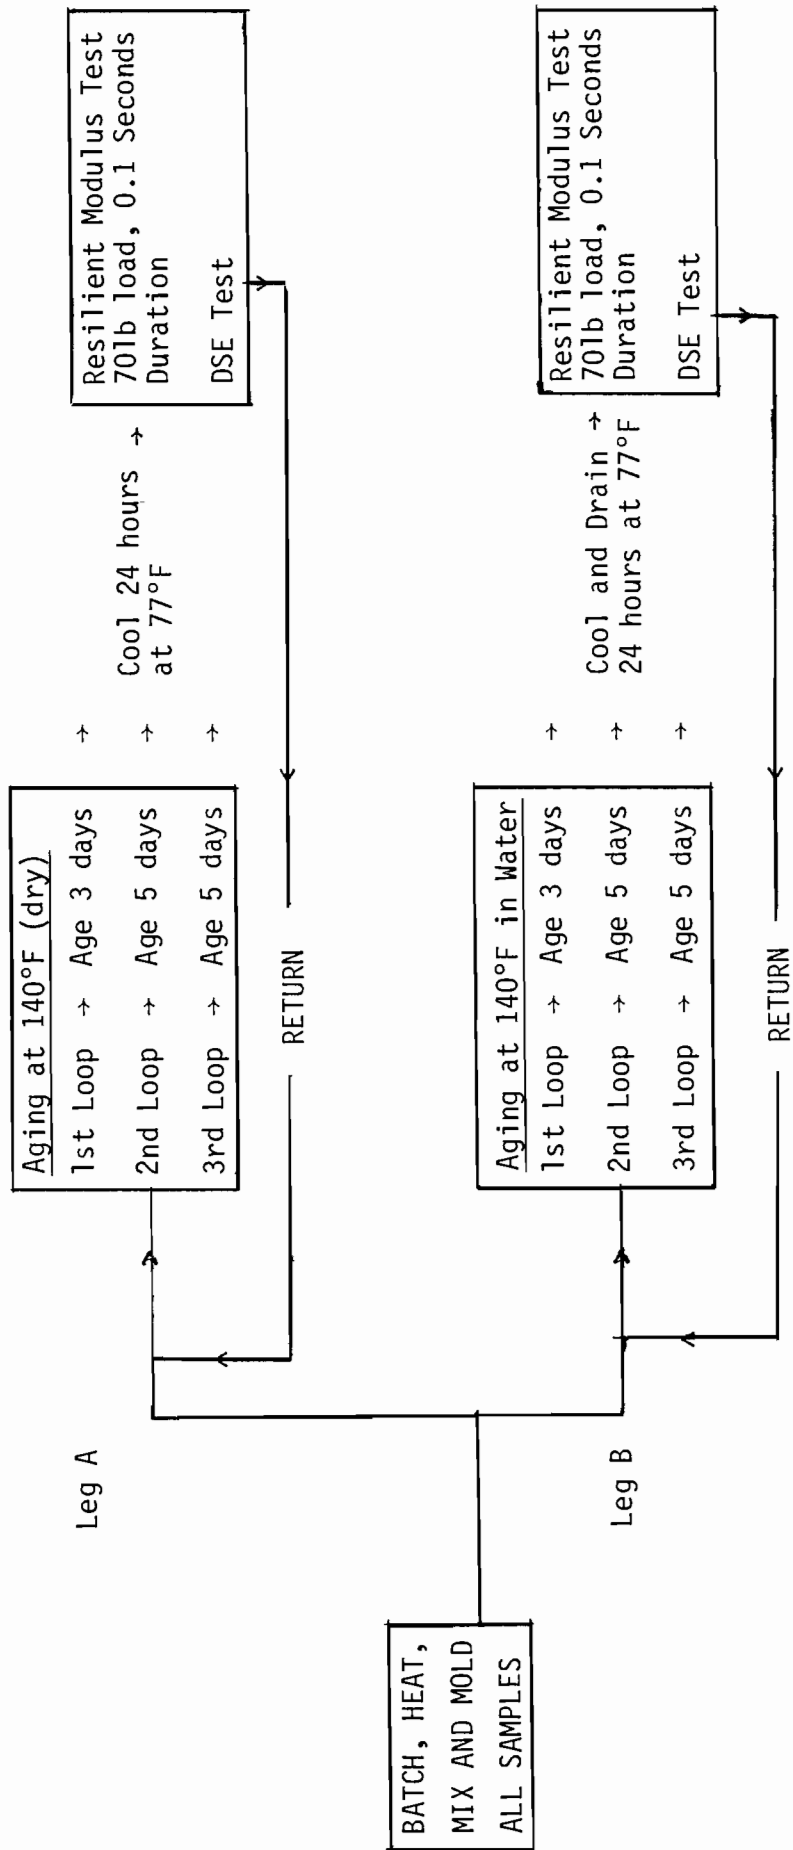 BATCH, HEAT,
MIX AND MOLD
ALL SAMPLES
Leg A
Aging at 140°F (dry)
1st Loop → Age 3 days →
2nd Loop → Age 5 days →
3rd Loop → Age 5 days →
Cool 24 hours →
at 77°F
Resilient Modulus Test
70lb load, 0.1 Seconds
Duration
DSE Test
RETURN
Leg B
Aging at 140°F in Water
1st Loop → Age 3 days →
2nd Loop → Age 5 days →
3rd Loop → Age 5 days →
Cool and Drain →
24 hours at 77°F
Resilient Modulus Test
70lb load, 0.1 Seconds
Duration
DSE Test
RETURN